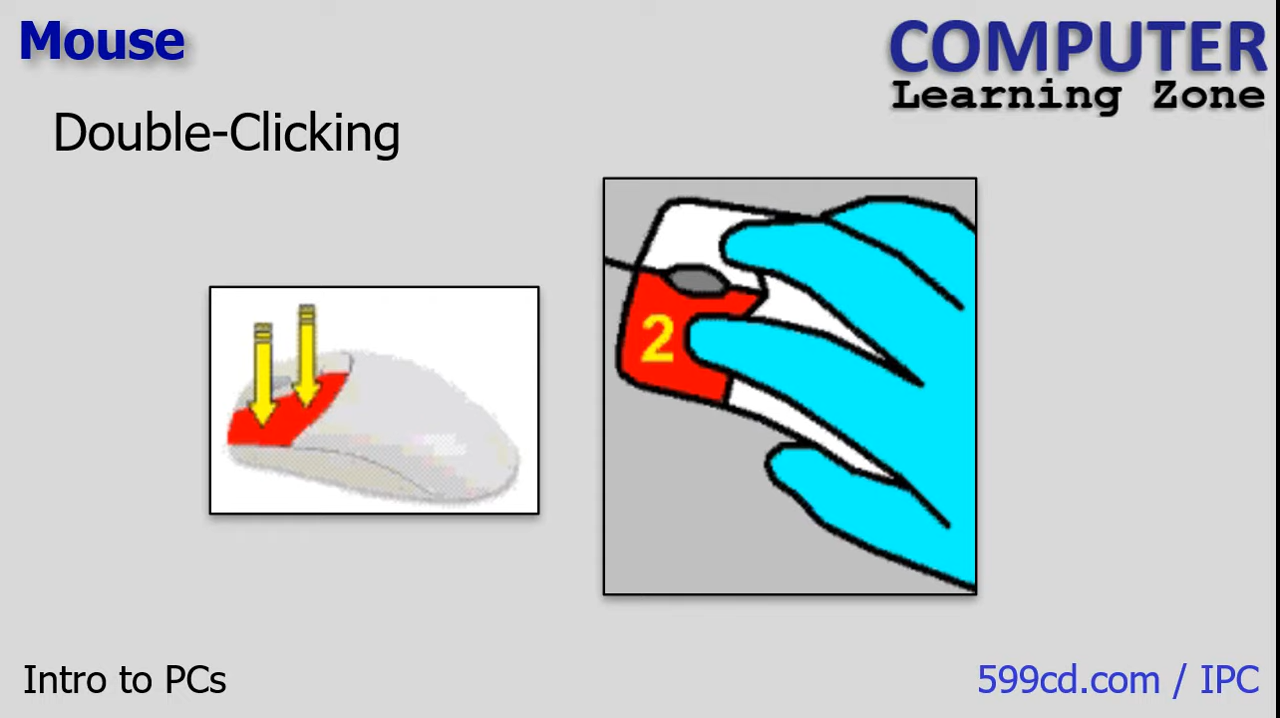 Mouse
COMPUTER
Learning Zone
Double-Clicking
2
Intro to PCs
599cd.com / IPC